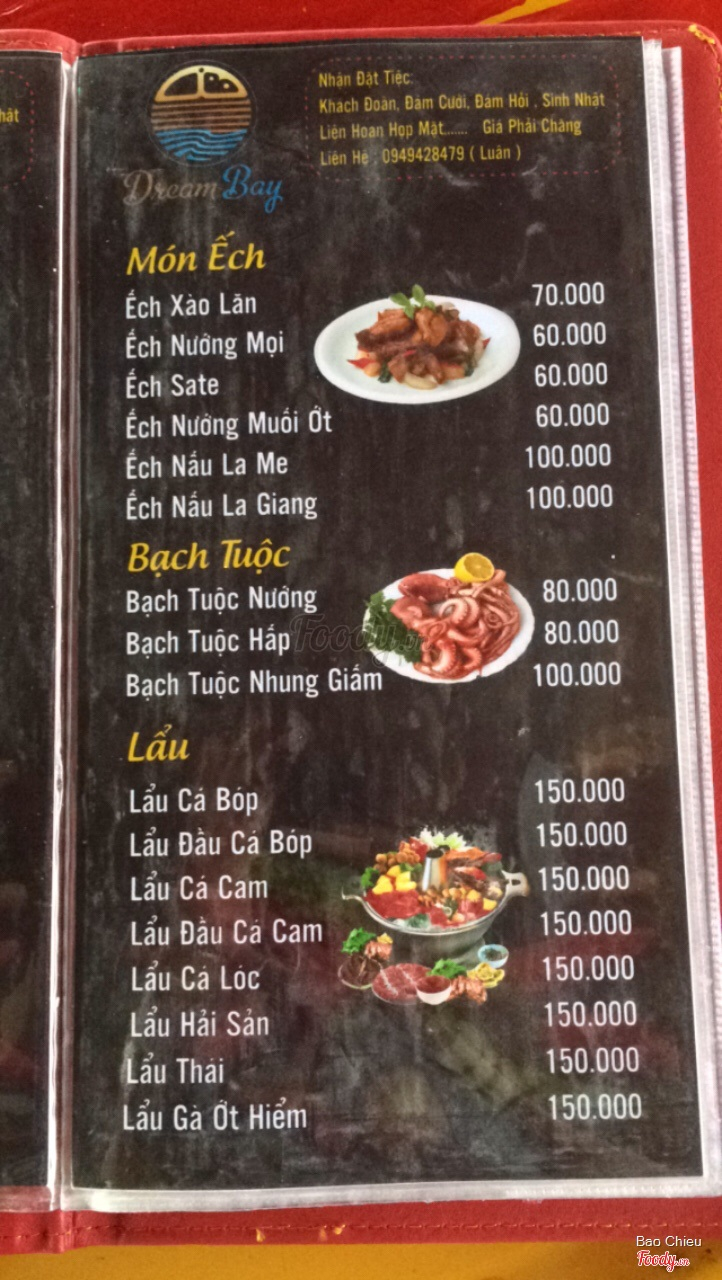 hật
Dream Bay
Nhận Đặt Tiệc:
Khách Đoàn, Đám Cưới, Đám Hỏi , Sinh Nhật
Liên Hoan Họp Mặt....... Giá Phải Chăng
Liên Hệ : 0949428479 ( Luân )
Món Ếch
Ếch Xào Lăn 70.000
Ếch Nướng Mọi 60.000
Ếch Sate 60.000
Ếch Nướng Muối Ớt 60.000
Ếch Nấu La Me 100.000
Ếch Nấu La Giang 100.000
Bạch Tuộc
Bạch Tuộc Nướng 80.000
Bạch Tuộc Hấp 80.000
Bạch Tuộc Nhung Giấm 100.000
Foody.vn
Lẩu
Lẩu Cá Bóp 150.000
Lẩu Đầu Cá Bóp 150.000
Lẩu Cá Cam 150.000
Lẩu Đầu Cá Cam 150.000
Lẩu Cá Lóc 150.000
Lẩu Hải Sản 150.000
Lẩu Thái 150.000
Lẩu Gà Ớt Hiểm 150.000
Bao Chieu
Foody.vn